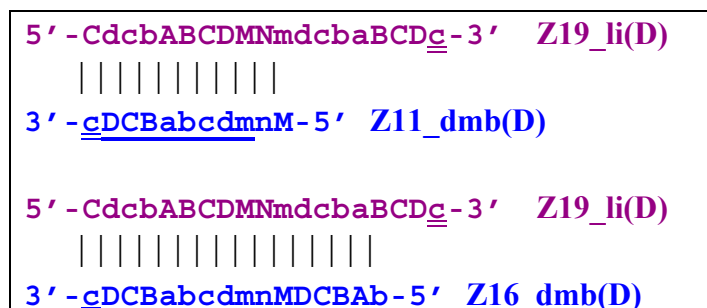 5′-CdcbABCDMNmdcbaBCDc-3′ Z19_li(D)
|||||||||||
3′-cDCBabcdmnM-5′ Z11_dmb(D)
5′-CdcbABCDMNmdcbaBCDc-3′ Z19_li(D)
||||||||||||||||
3′-cDCBabcdmnMDCBAb-5′ Z16_dmb(D)